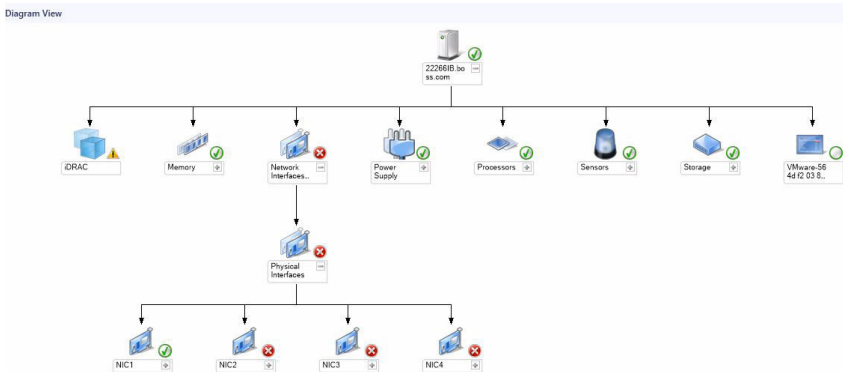 Diagram View
22266IB.bo
ss.com
iDRAC
Memory
Network
Interfaces..
Power
Supply
Processors
Sensors
Storage
VMware-56
4d f2 03 8..
Physical
Interfaces
NIC1
NIC2
NIC3
NIC4